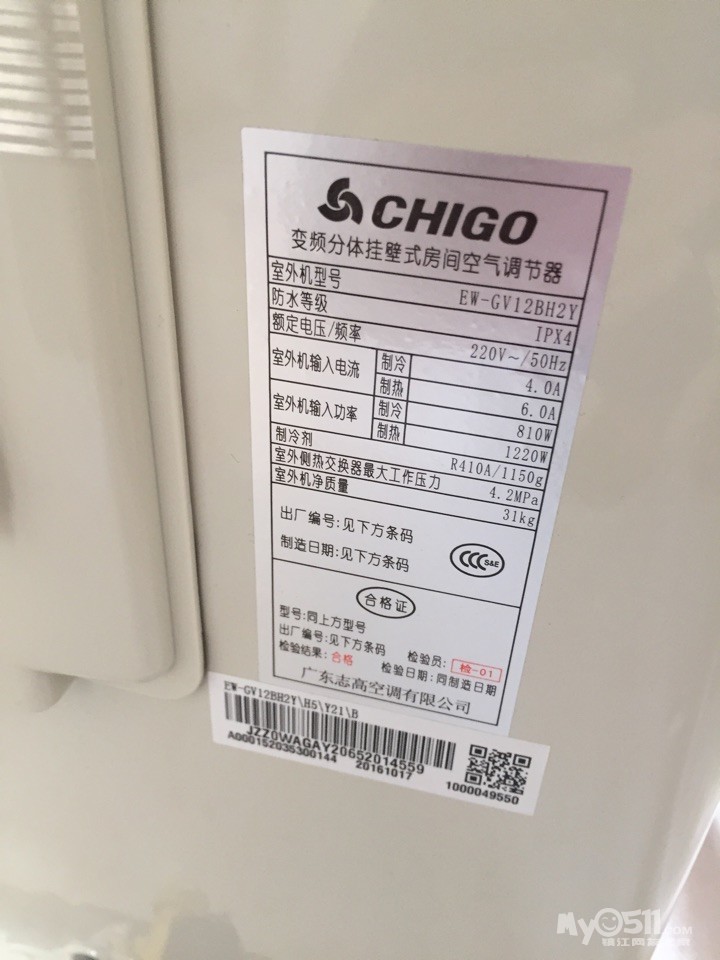 CHIGO
变频分体挂壁式房间空气调节器
室外机型号 EW-GV12BH2Y
防水等级 IPX4
额定电压/频率 220V～/50Hz
室外机输入电流 制冷 4.0A
制热 6.0A
室外机输入功率 制冷 810W
制热 1220W
制冷剂 R410A/1150g
室外侧热交换器最大工作压力 4.2MPa
室外机净质量 31kg
出厂编号:见下方条码
制造日期:见下方条码
CCC S&E
合格证
型号:同上方型号
出厂编号:见下方条码 检验员: 检-01
检验结果: 合格 检验日期:同制造日期
广东志高空调有限公司
EW-GV12BH2Y\H5\Y21\B
JZZ0WAGAY20652014559
A000152035300144 20161017
1000049550
My0511.COM